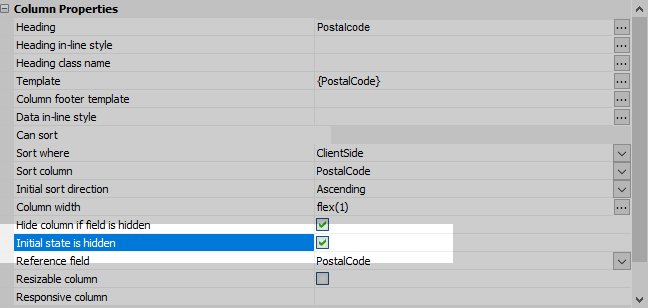 Column Properties
Heading Postalcode ...
Heading in-line style ...
Heading class name ...
Template {PostalCode} ...
Column footer template ...
Data in-line style ...
Can sort
Sort where ClientSide
Sort column PostalCode
Initial sort direction Ascending
Column width flex(1) ...
Hide column if field is hidden
Initial state is hidden
Reference field PostalCode
Resizable column
Responsive column